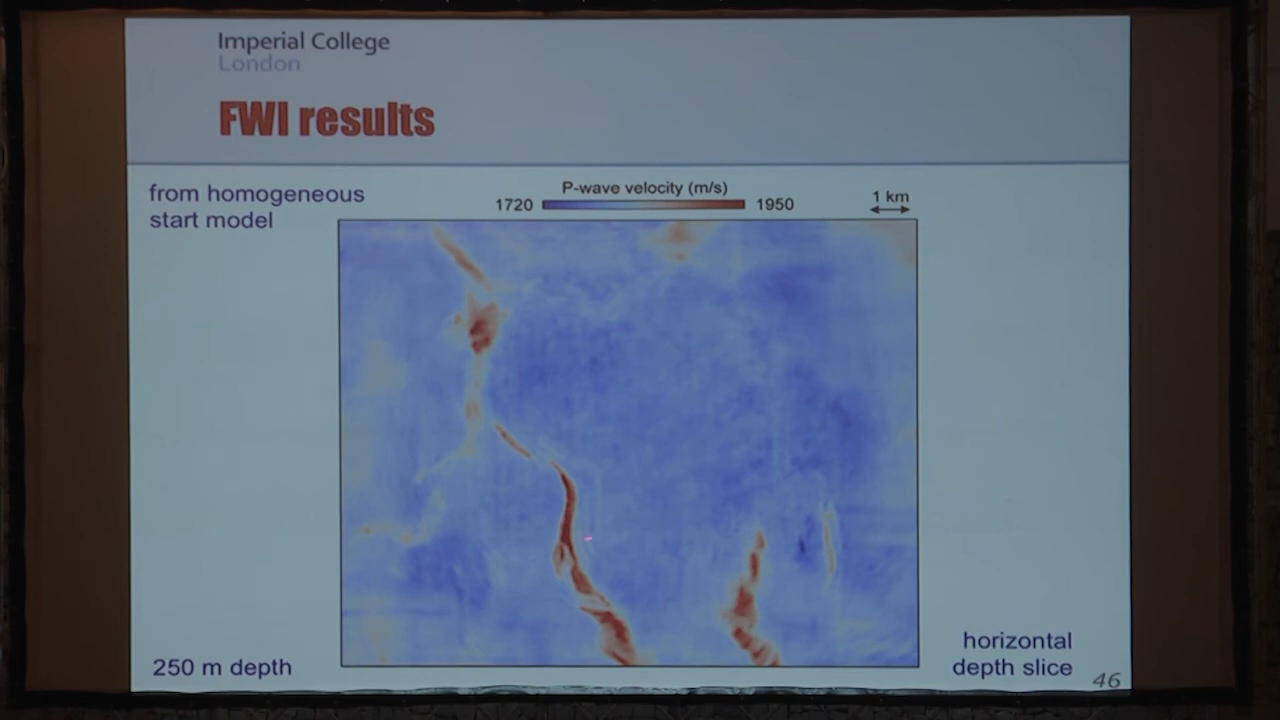 Imperial College
London
FWI results
from homogeneous
start model
P-wave velocity (m/s)
1720
1950
1 km
250 m depth
horizontal
depth slice
46